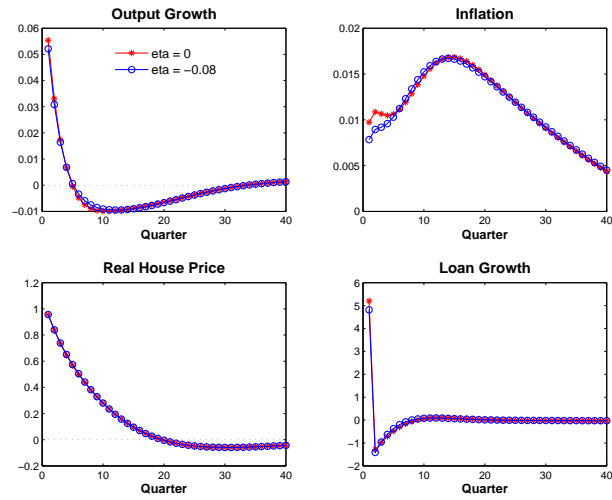 Output Growth
0.06
0.05
0.04
0.03
0.02
0.01
0
−0.01
0 10 20 30 40
Quarter
eta = 0
eta = −0.08
Inflation
0.02
0.015
0.01
0.005
0
0 10 20 30 40
Quarter
Real House Price
1.2
1
0.8
0.6
0.4
0.2
0
−0.2
0 10 20 30 40
Quarter
Loan Growth
6
5
4
3
2
1
0
−1
−2
0 10 20 30 40
Quarter